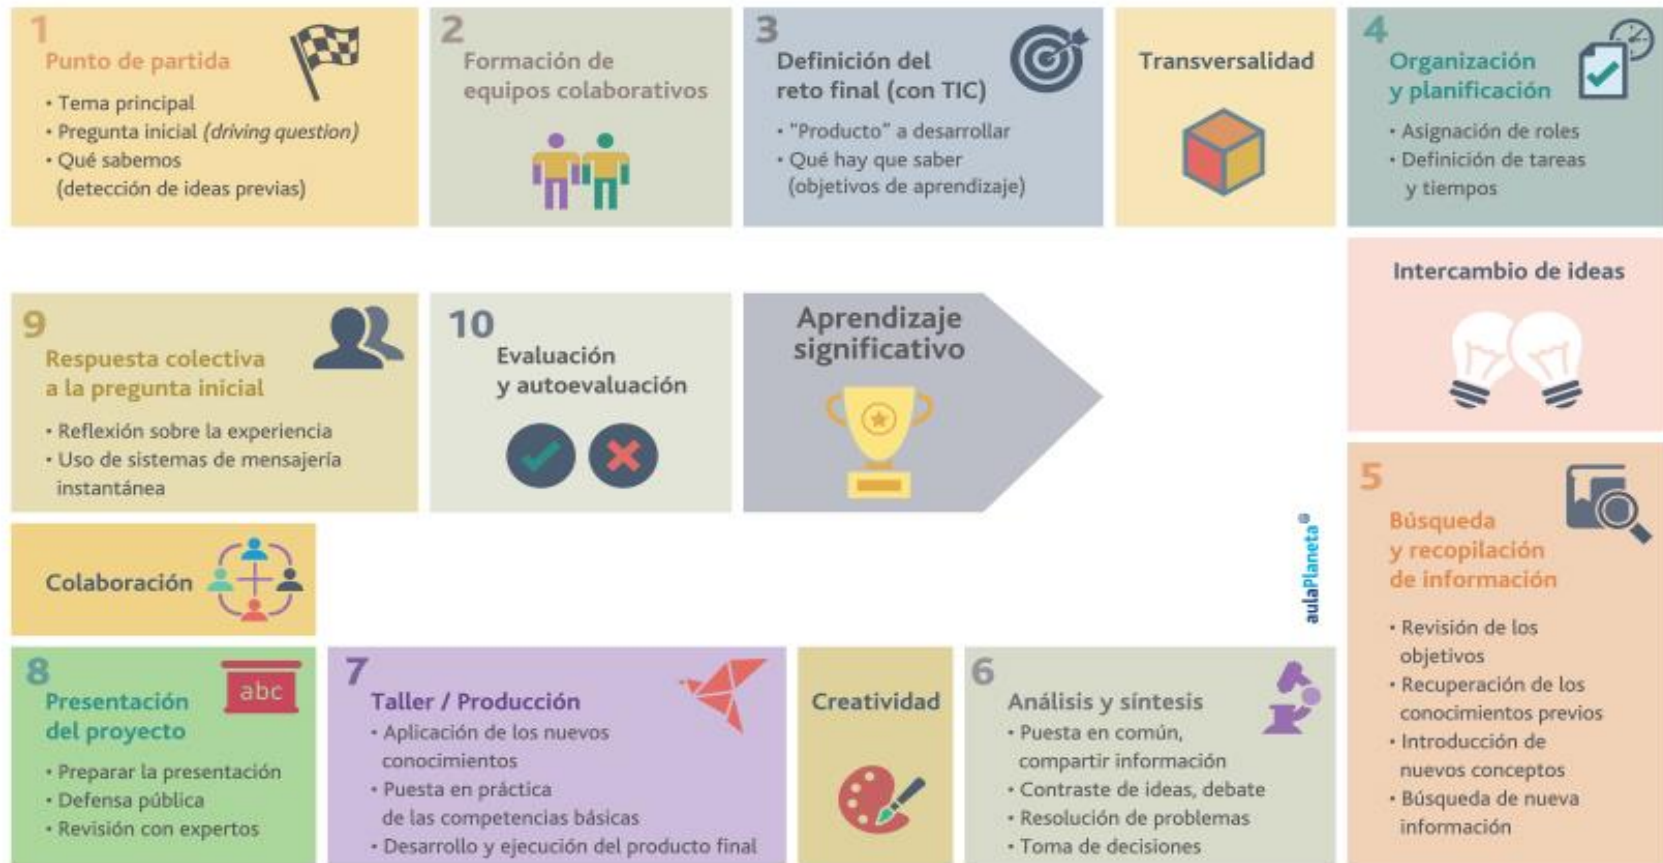 1
Punto de partida
• Tema principal
• Pregunta inicial (driving question)
• Qué sabemos
(detección de ideas previas)
2
Formación de
equipos colaborativos
3
Definición del
reto final (con TIC)
• "Producto" a desarrollar
• Qué hay que saber
(objetivos de aprendizaje)
Transversalidad
4
Organización
y planificación
• Asignación de roles
• Definición de tareas
y tiempos
Intercambio de ideas
5
Búsqueda
y recopilación
de información
• Revisión de los
objetivos
• Recuperación de los
conocimientos previos
• Introducción de
nuevos conceptos
• Búsqueda de nueva
información
6
Análisis y síntesis
• Puesta en común,
compartir información
• Contraste de ideas, debate
• Resolución de problemas
• Toma de decisiones
Creatividad
7
Taller / Producción
• Aplicación de los nuevos
conocimientos
• Puesta en práctica
de las competencias básicas
• Desarrollo y ejecución del producto final
8
abc
Presentación
del proyecto
• Preparar la presentación
• Defensa pública
• Revisión con expertos
Colaboración
9
Respuesta colectiva
a la pregunta inicial
• Reflexión sobre la experiencia
• Uso de sistemas de mensajería
instantánea
10
Evaluación
y autoevaluación
Aprendizaje
significativo
aulaPlaneta